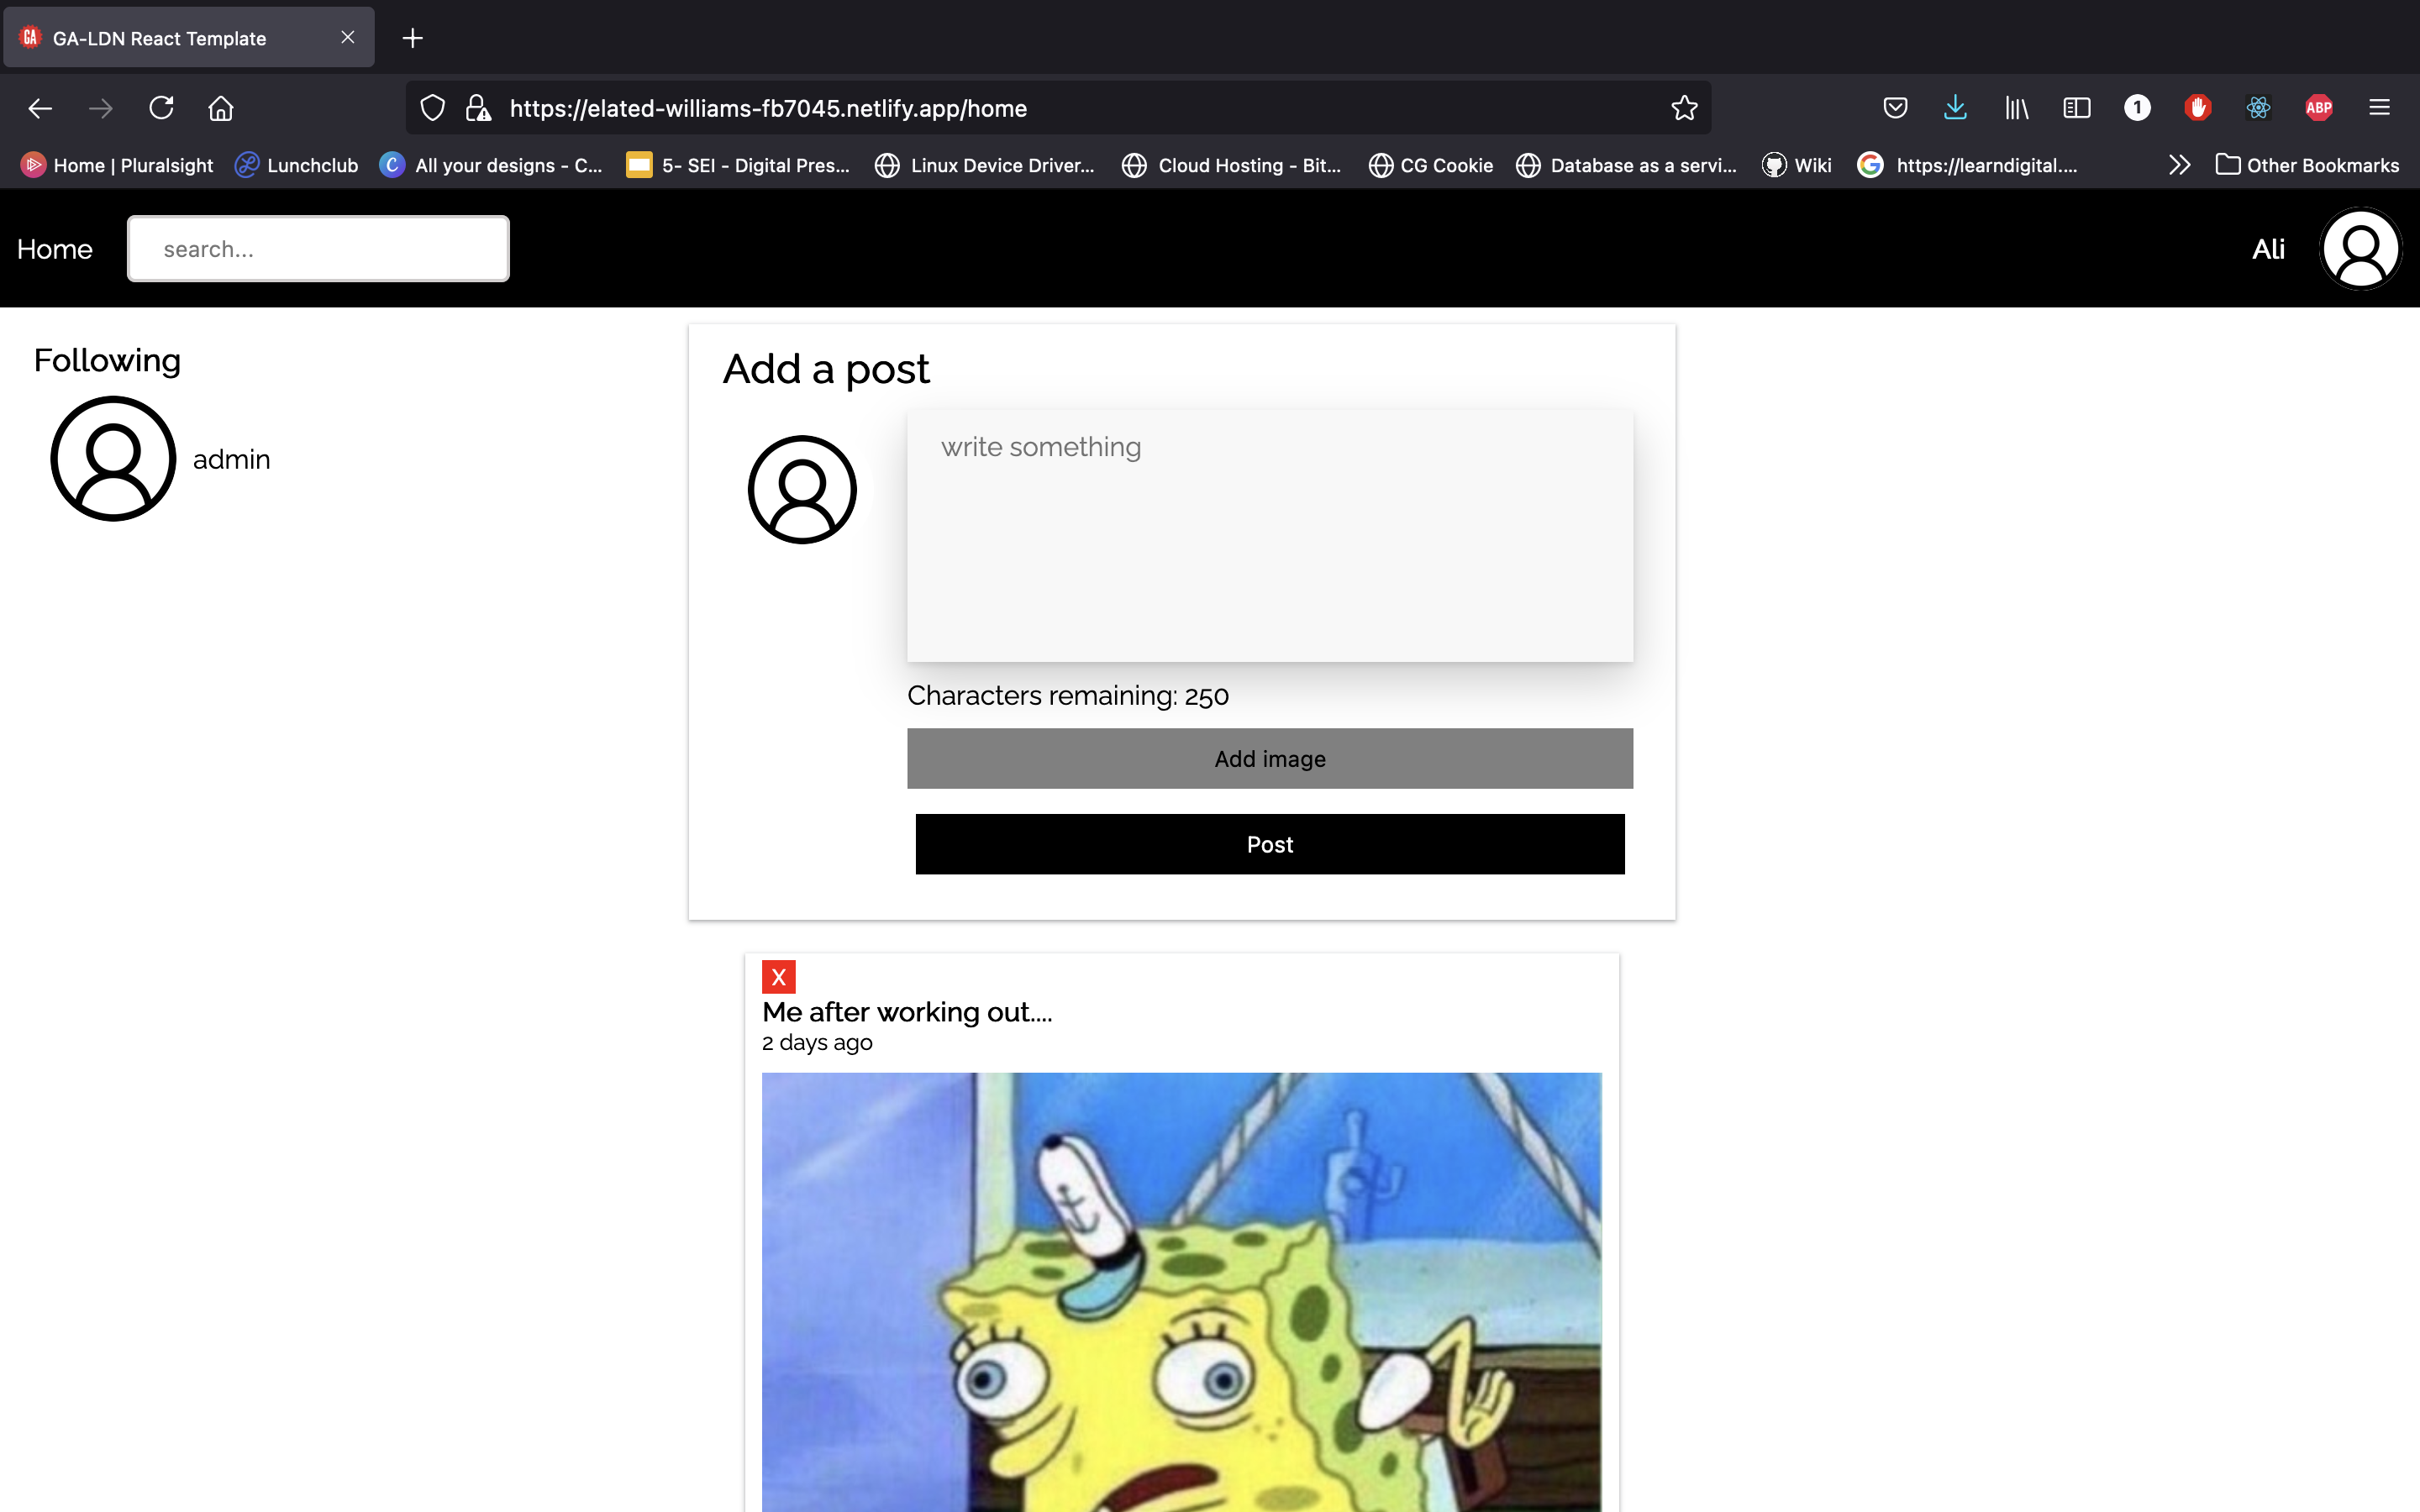 GA GA-LDN React Template
https://elated-williams-fb7045.netlify.app/home
1 ABP
Home | Pluralsight Lunchclub C All your designs - C... 5- SEI - Digital Pres... Linux Device Driver... Cloud Hosting - Bit... CG Cookie Database as a servi... Wiki G https://learndigital.... Other Bookmarks
Home search... Ali
Following
admin
Add a post
write something
Characters remaining: 250
Add image
Post
X
Me after working out....
2 days ago